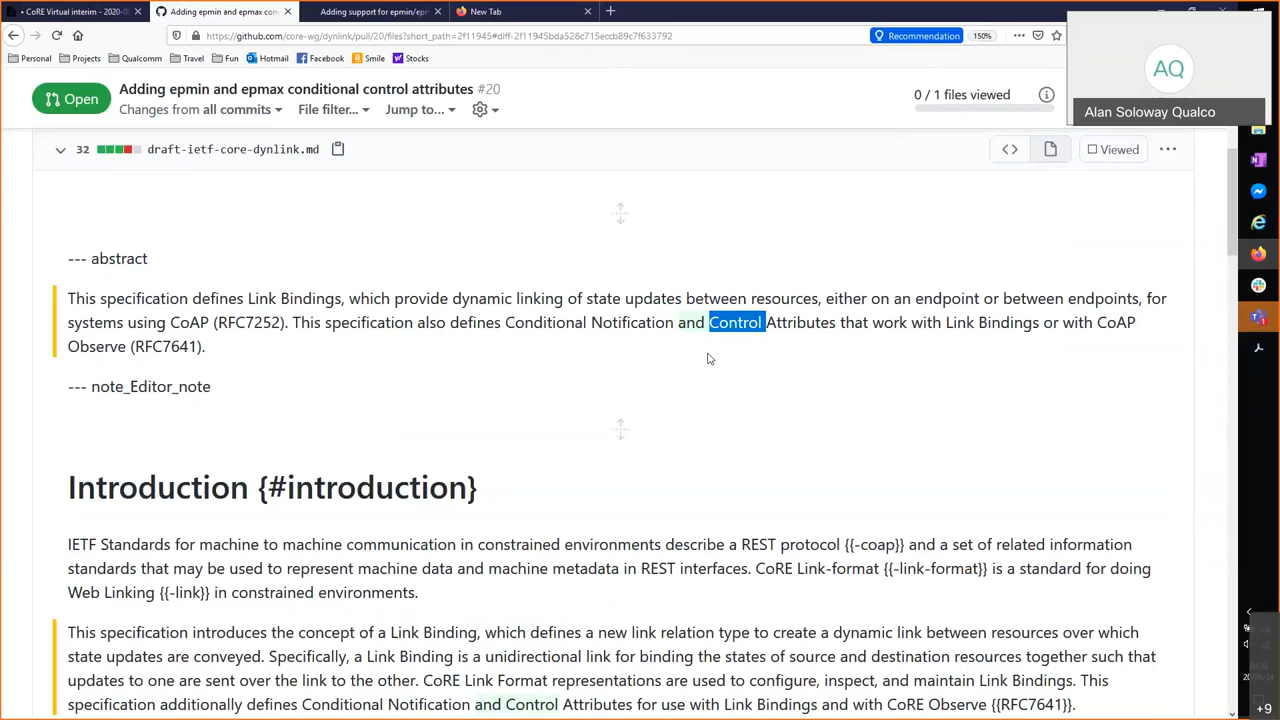 CoRE Virtual interim - 2020-0
Adding epmin and epmax con
Adding support for epmin/epr
New Tab
https://github.com/core-wg/dynlink/pull/20/files?short_path=2f11945#diff-2f11945bda528c715eccb89c7f633792
Recommendation
150%
Personal
Projects
Qualcomm
Travel
Fun
Hotmail
Facebook
Smile
Stocks
AQ
Alan Soloway Qualco
Open
Adding epmin and epmax conditional control attributes #20
Changes from all commits
File filter...
Jump to...
0 / 1 files viewed
32 draft-ietf-core-dynlink.md
Viewed
--- abstract
This specification defines Link Bindings, which provide dynamic linking of state updates between resources, either on an endpoint or between endpoints, for
systems using CoAP (RFC7252). This specification also defines Conditional Notification and Control Attributes that work with Link Bindings or with CoAP
Observe (RFC7641).
--- note_Editor_note
Introduction {#introduction}
IETF Standards for machine to machine communication in constrained environments describe a REST protocol {{-coap}} and a set of related information
standards that may be used to represent machine data and machine metadata in REST interfaces. CoRE Link-format {{-link-format}} is a standard for doing
Web Linking {{-link}} in constrained environments.
This specification introduces the concept of a Link Binding, which defines a new link relation type to create a dynamic link between resources over which
state updates are conveyed. Specifically, a Link Binding is a unidirectional link for binding the states of source and destination resources together such that
updates to one are sent over the link to the other. CoRE Link Format representations are used to configure, inspect, and maintain Link Bindings. This
specification additionally defines Conditional Notification and Control Attributes for use with Link Bindings and with CoRE Observe {{RFC7641}}.
+9